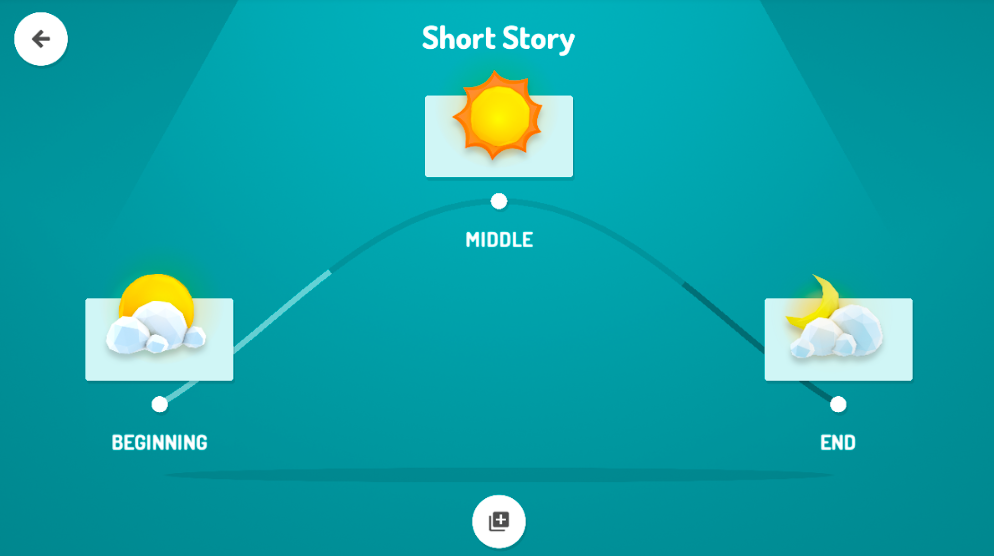 Short Story
MIDDLE
BEGINNING
END